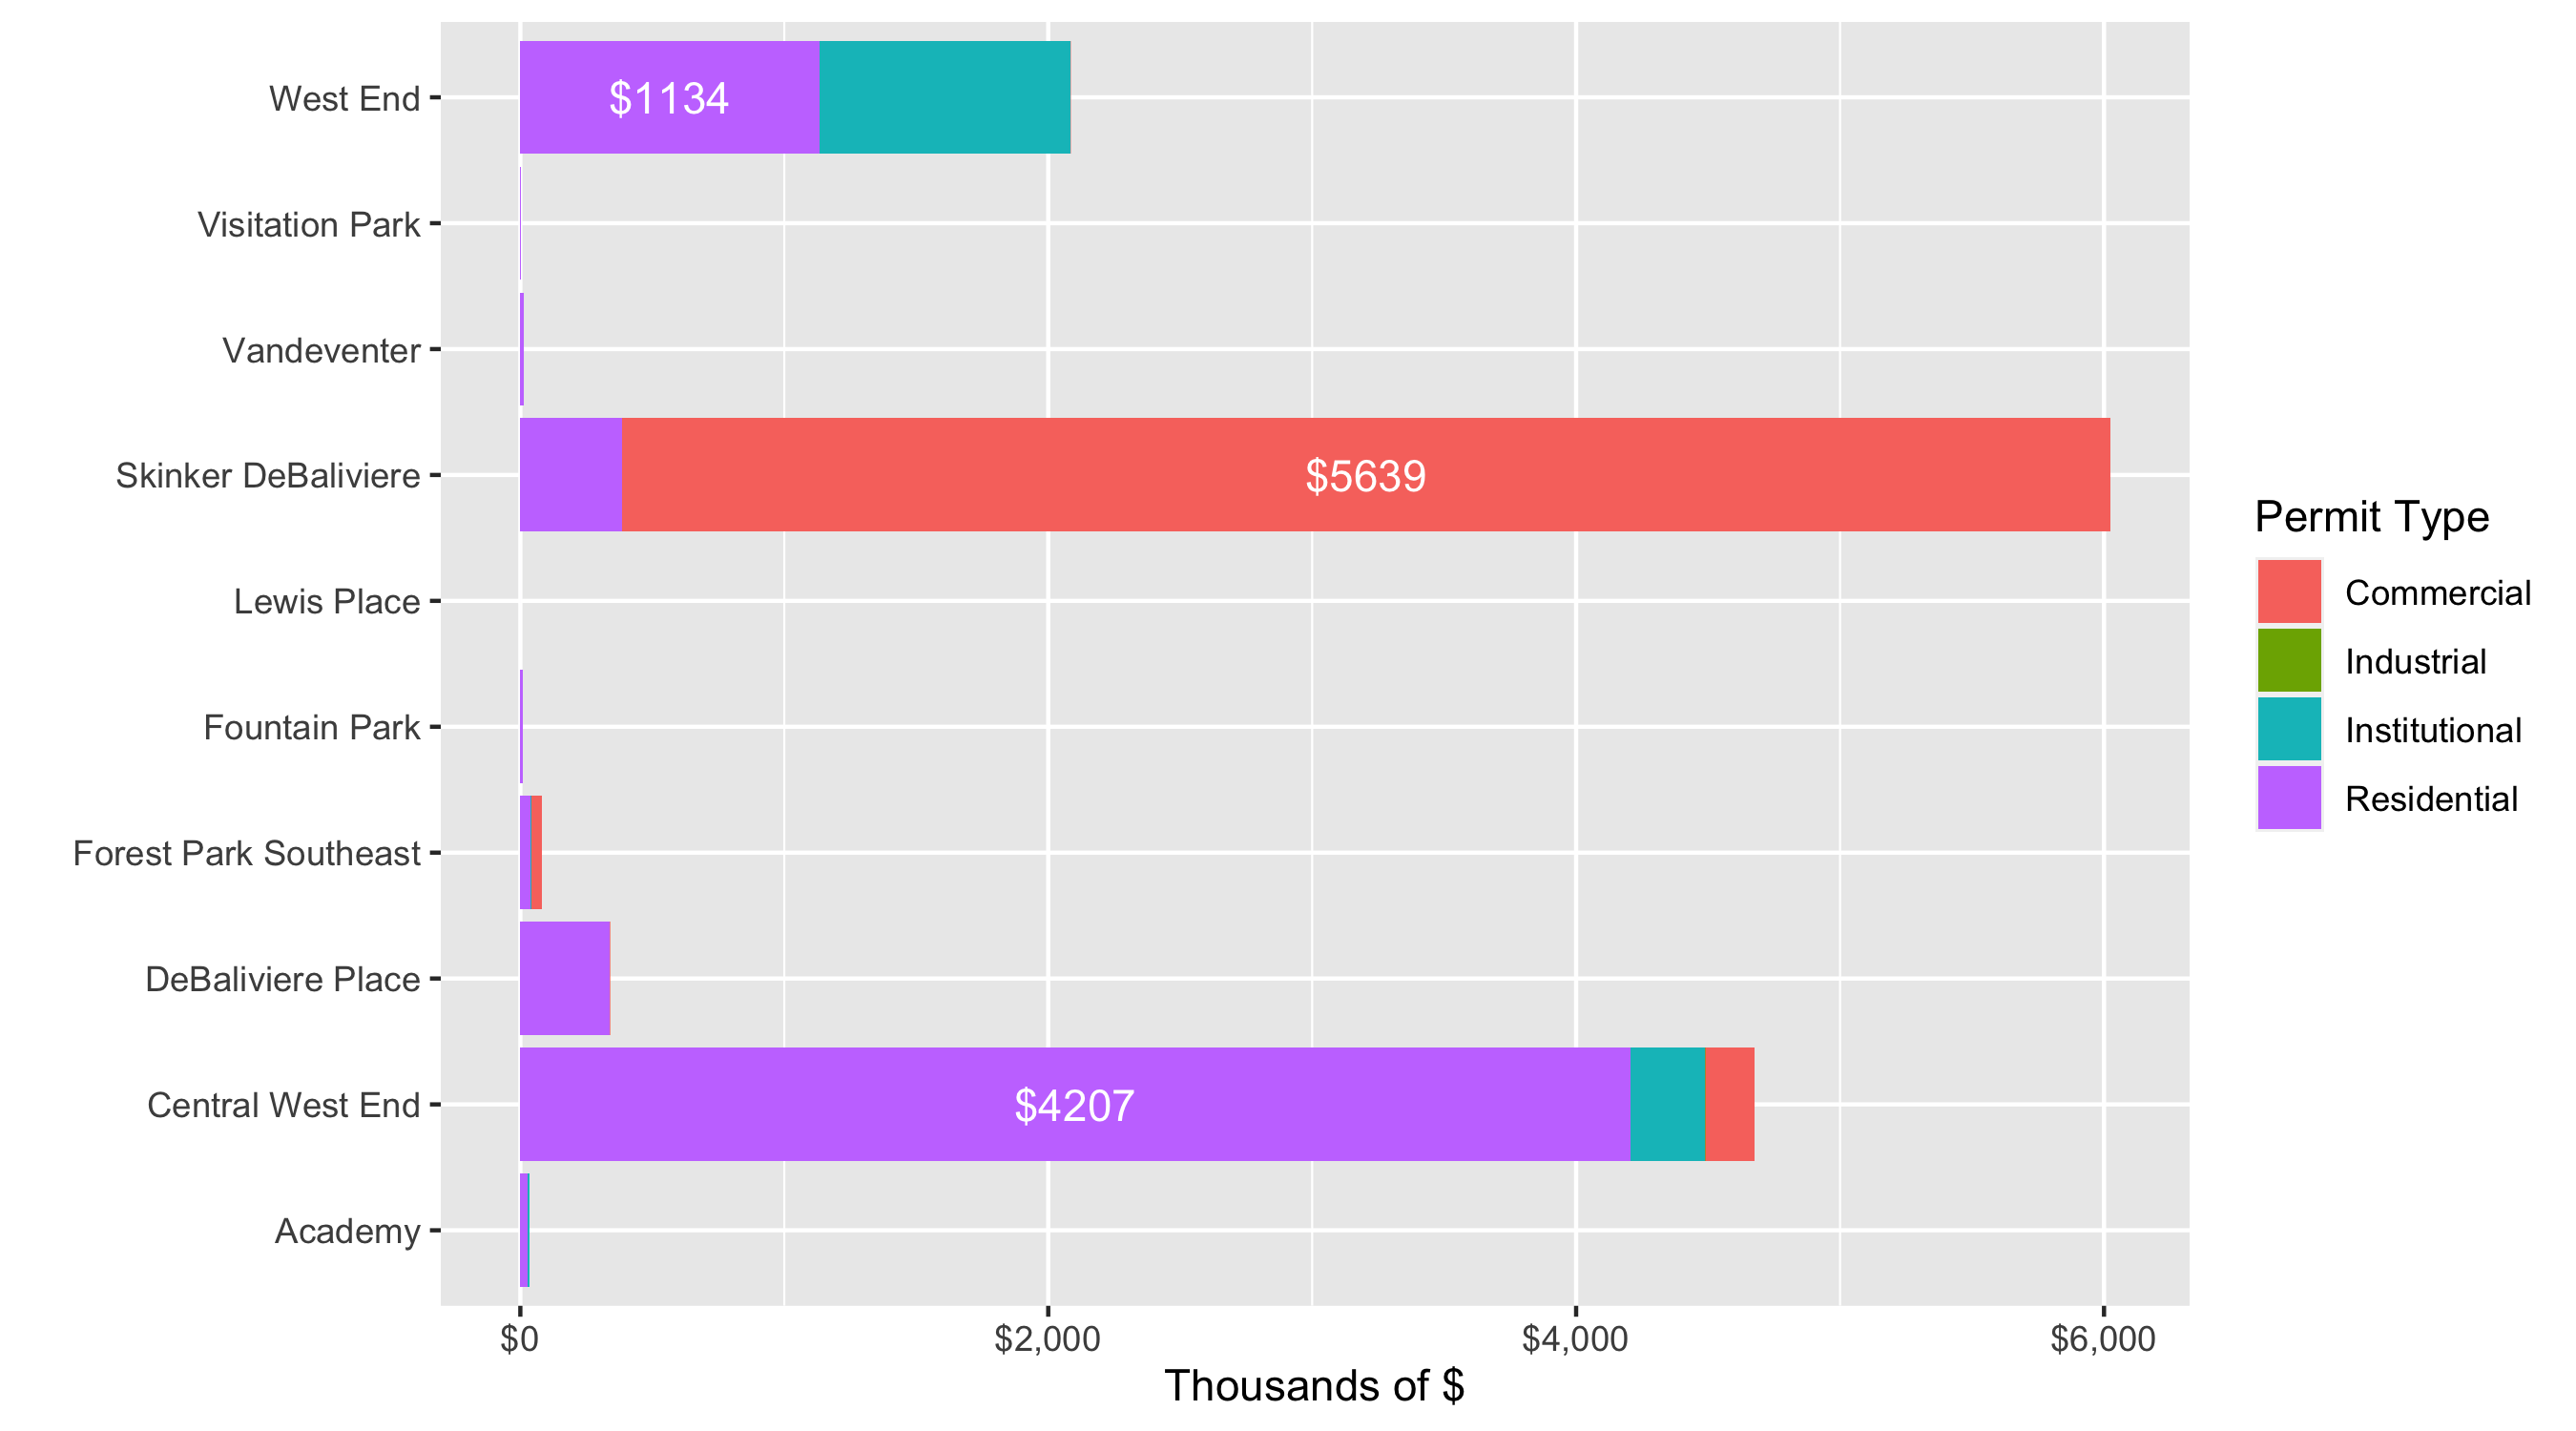 West End
$1134
Visitation Park
Vandeventer
Skinker DeBaliviere
$5639
Lewis Place
Fountain Park
Forest Park Southeast
DeBaliviere Place
Central West End
$4207
Academy
$0
$2,000
$4,000
$6,000
Thousands of $
Permit Type
Commercial
Industrial
Institutional
Residential